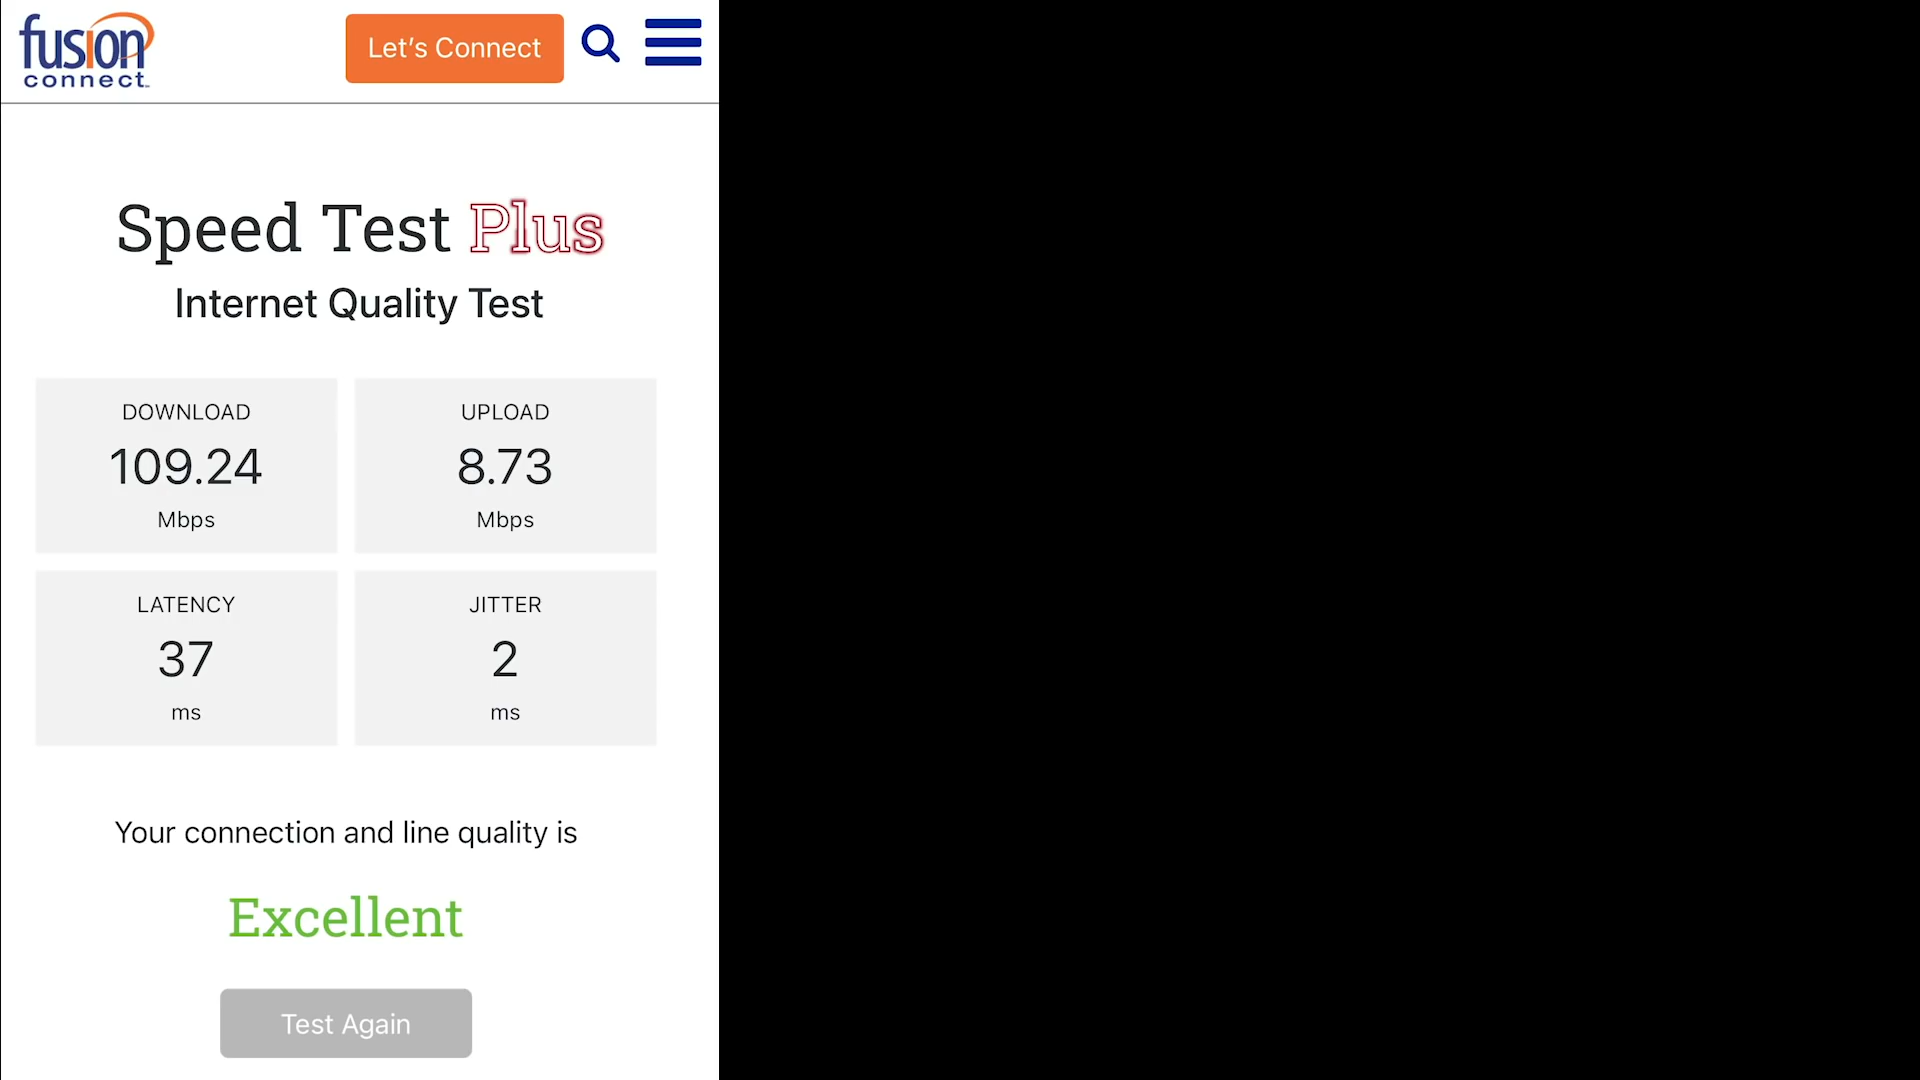 fusion
connect
Let’s Connect
Speed Test Plus
Internet Quality Test
DOWNLOAD
109.24
Mbps
UPLOAD
8.73
Mbps
LATENCY
37
ms
JITTER
2
ms
Your connection and line quality is
Excellent
Test Again